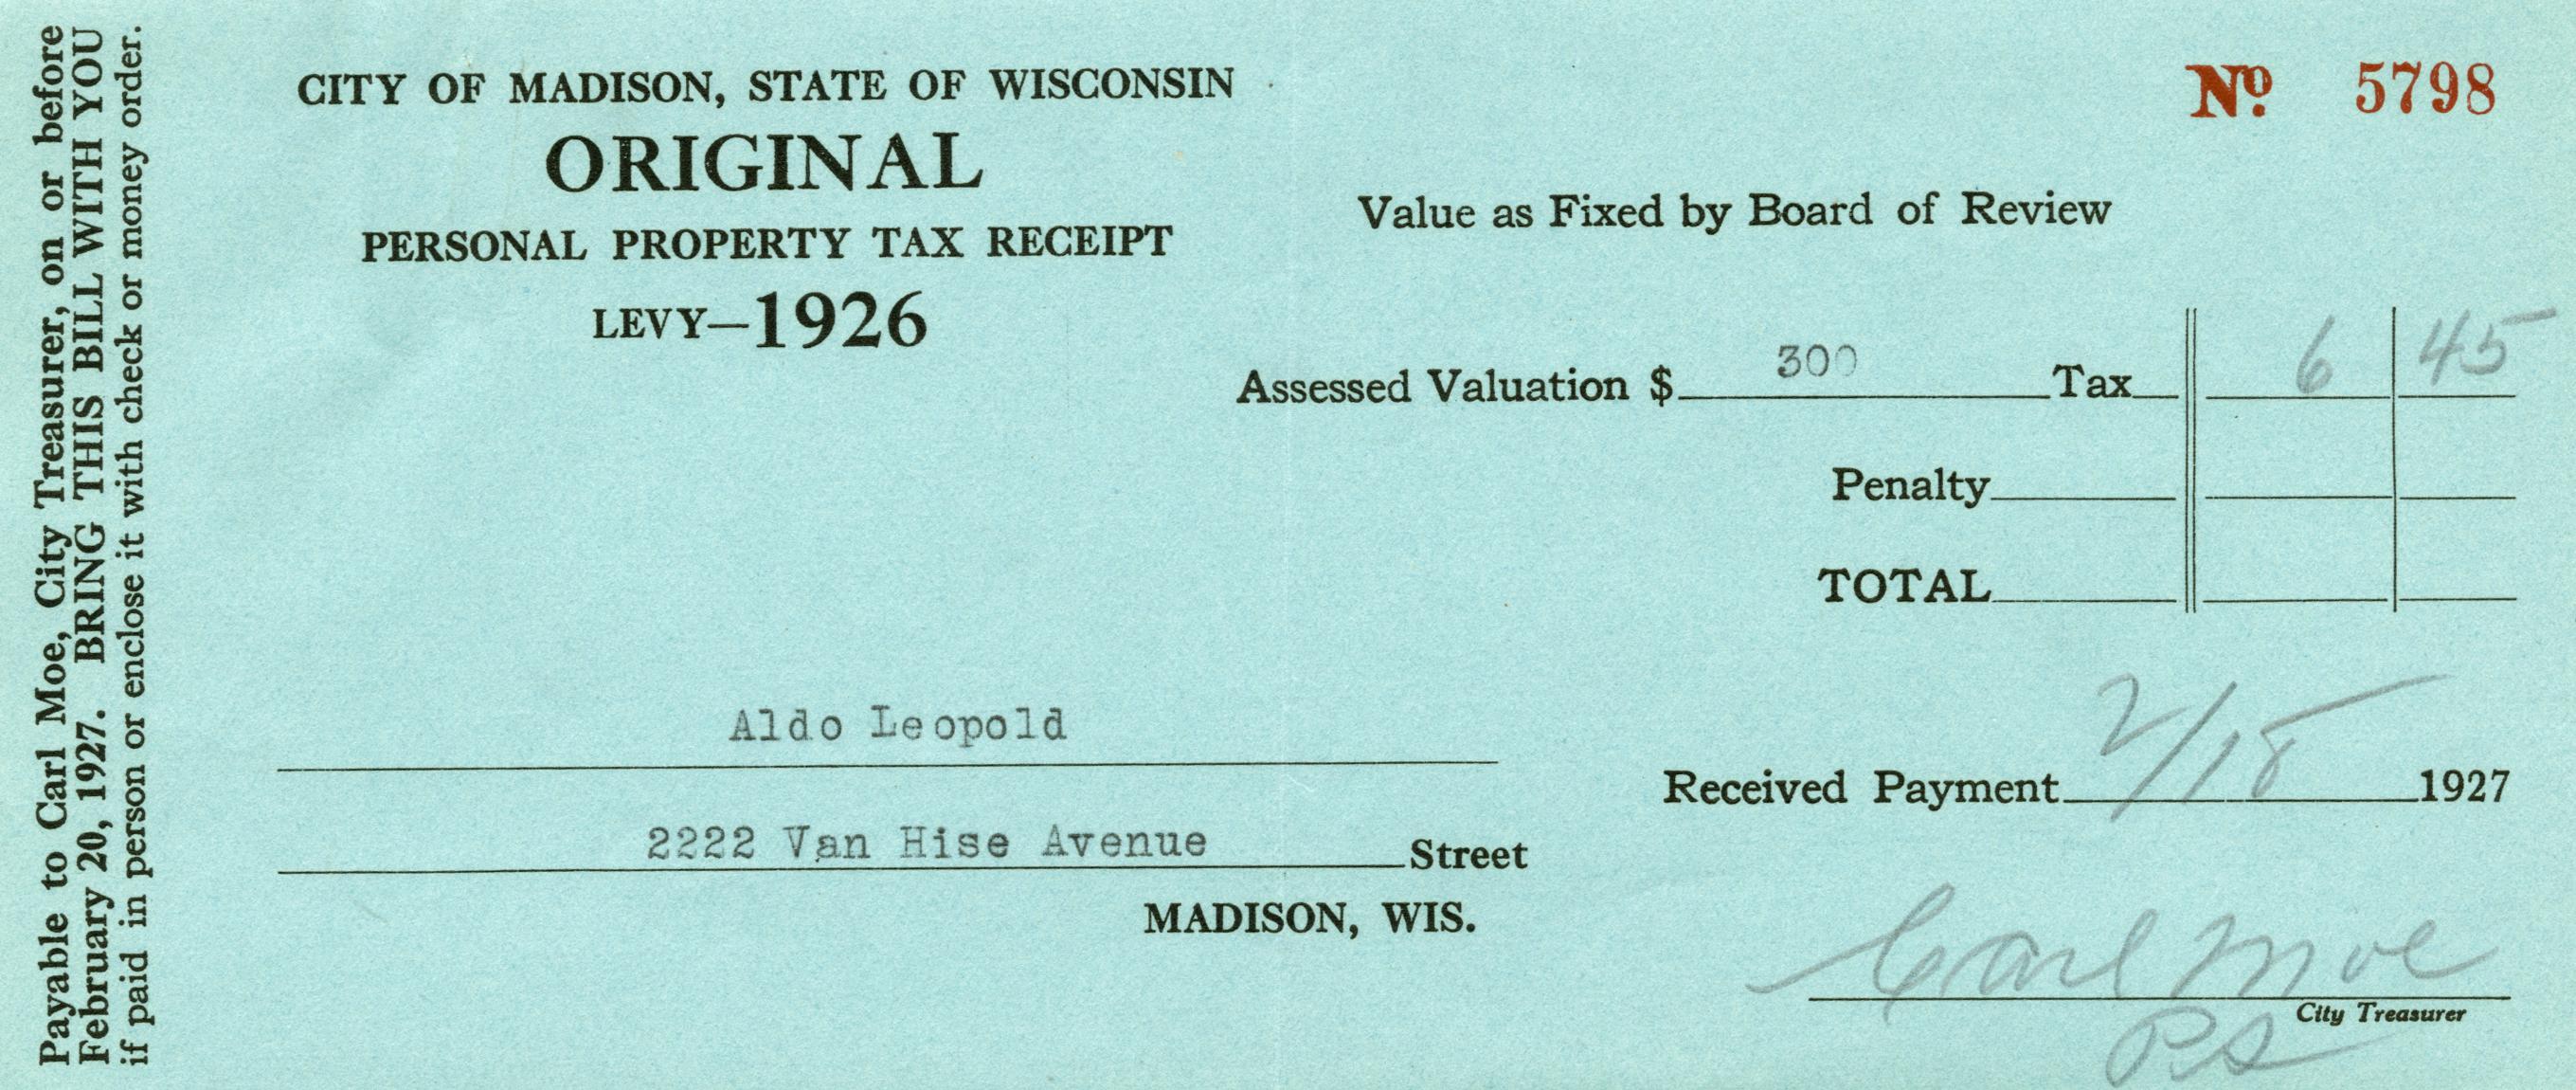 Payable to Carl Moe, City Treasurer, on or before
February 20, 1927. BRING THIS BILL WITH YOU
if paid in person or enclose it with check or money order.
CITY OF MADISON, STATE OF WISCONSIN
ORIGINAL
PERSONAL PROPERTY TAX RECEIPT
LEVY—1926
Nº 5798
Value as Fixed by Board of Review
Assessed Valuation $ 300 Tax 6 45
Penalty
TOTAL
Aldo Leopold
2222 Van Hise Avenue Street
MADISON, WIS.
Received Payment 2/18 1927
Carl Moe
City Treasurer
PS